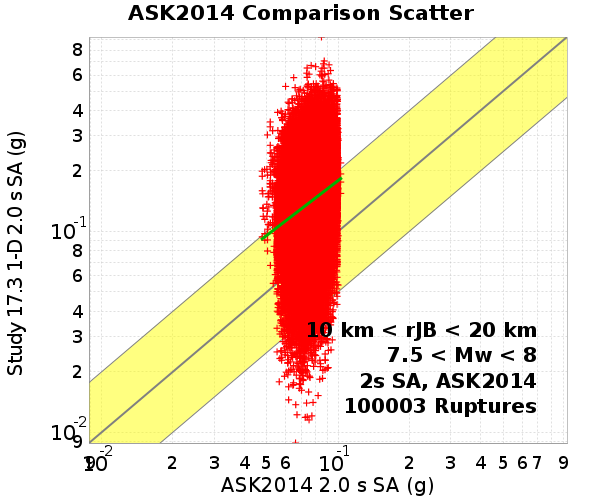 ASK2014 Comparison Scatter
8
6
4
3
2
10-1
8
6
4
3
2
10-2
9
Study 17.3 1-D 2.0 s SA (g)
10 km < rJB < 20 km
7.5 < Mw < 8
2s SA, ASK2014
100003 Ruptures
9 10-2 2 3 4 5 6 10-1 2 3 4 5 6 7 9
ASK2014 2.0 s SA (g)